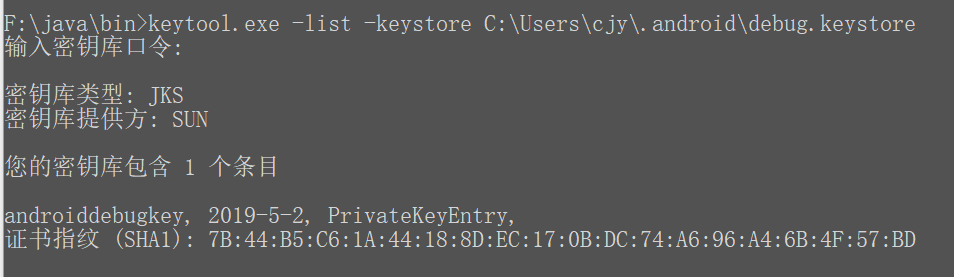 F:\java\bin>keytool.exe -list -keystore C:\Users\cjy\.android\debug.keystore
输入密钥库口令:
密钥库类型: JKS
密钥库提供方: SUN
您的密钥库包含 1 个条目
androiddebugkey, 2019-5-2, PrivateKeyEntry,
证书指纹 (SHA1): 7B:44:B5:C6:1A:44:18:8D:EC:17:0B:DC:74:A6:96:A4:6B:4F:57:BD